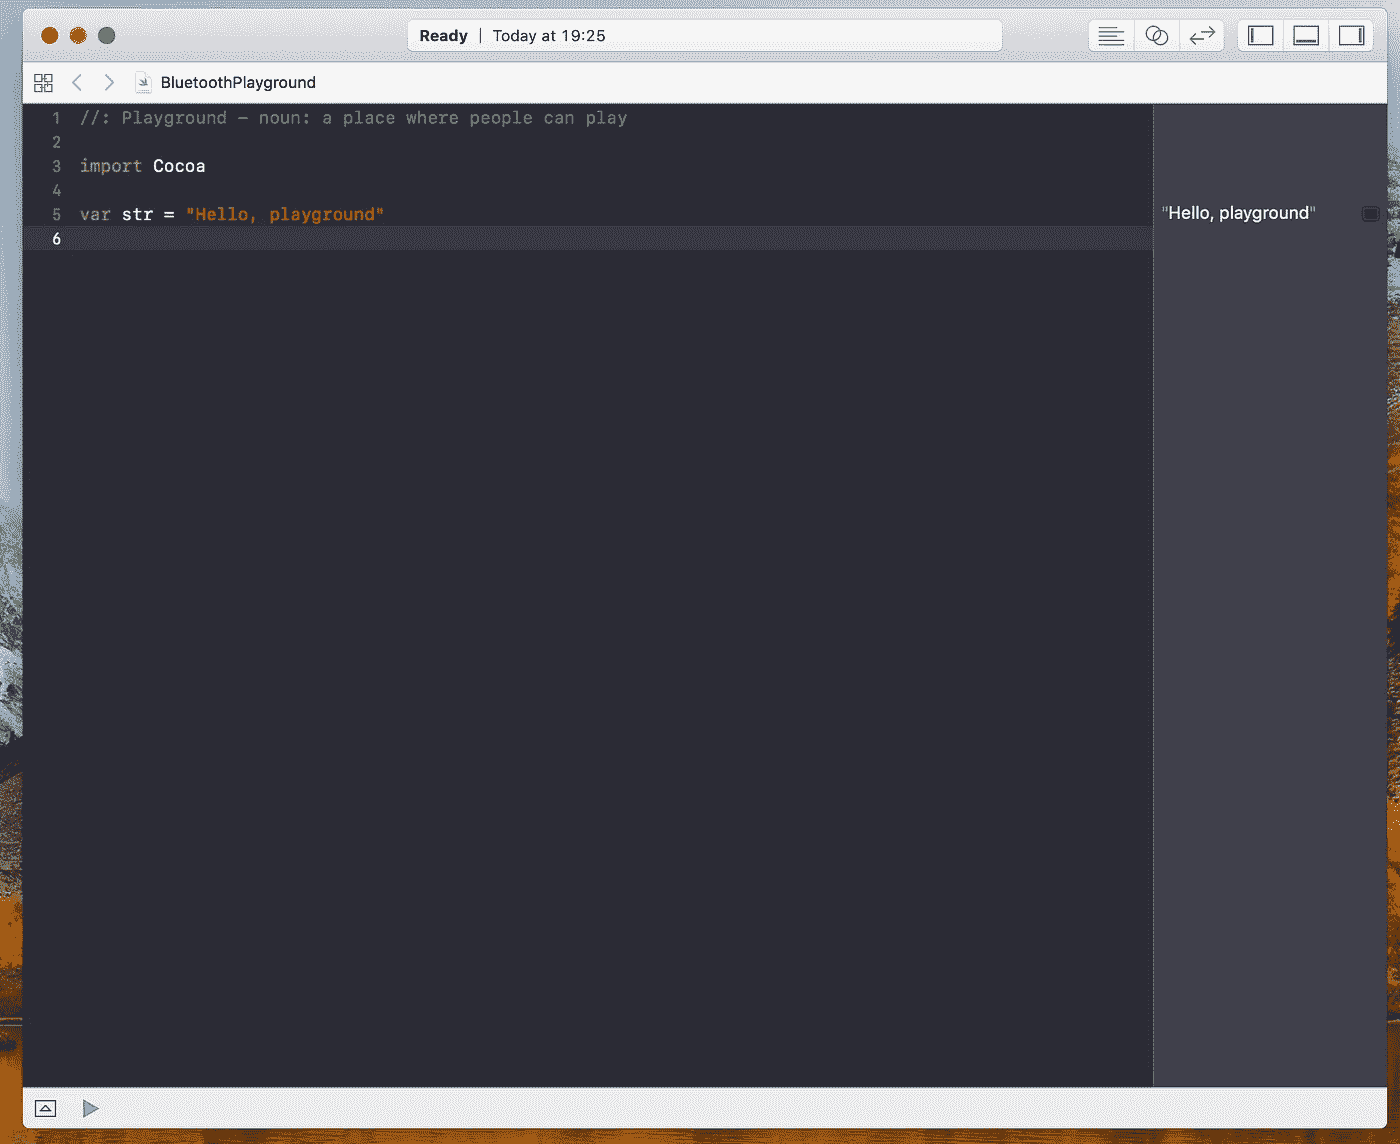 Ready | Today at 19:25
BluetoothPlayground
1 //: Playground – noun: a place where people can play
2
3 import Cocoa
4
5 var str = "Hello, playground" "Hello, playground"
6